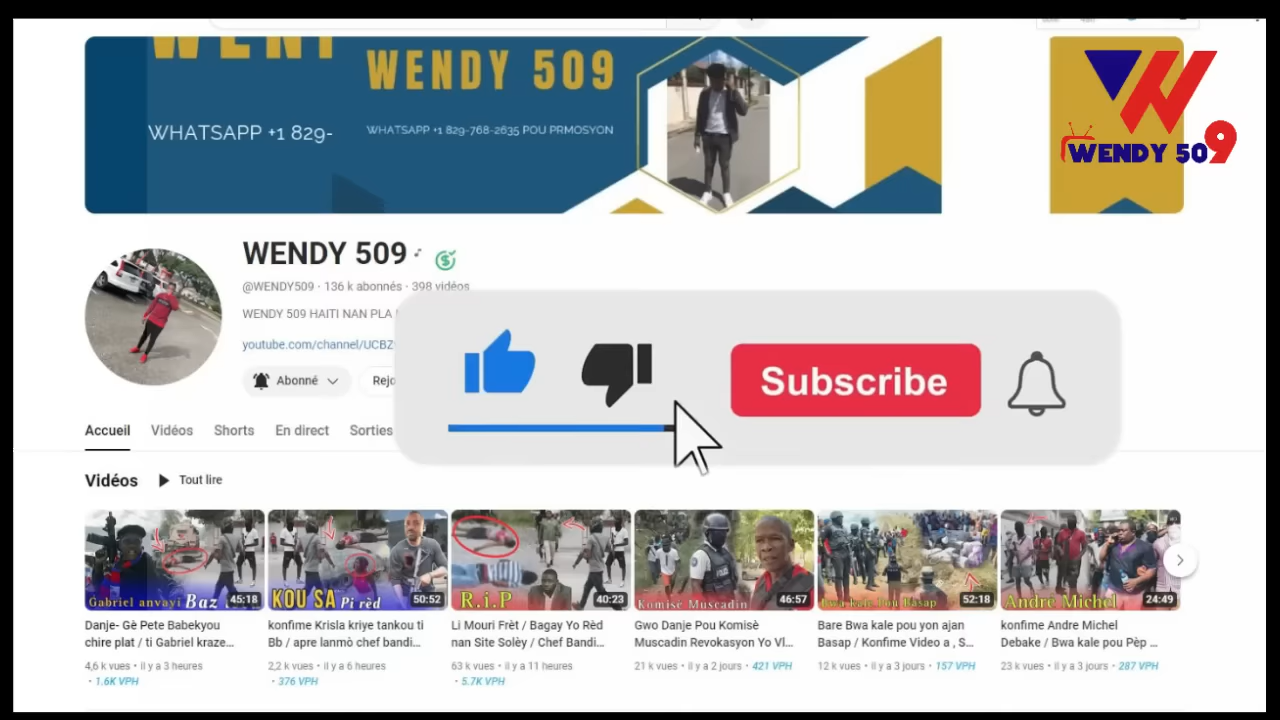 WENDY 509
WHATSAPP +1 829-
WHATSAPP +1 829-768-2635 POU PRMOSYON
WENDY 509
WENDY 509
@WENDY509 · 136 k abonnés · 398 vidéos
WENDY 509 HAITI NAN PLA
youtube.com/channel/UCBZ
Abonné
Rejo
Subscribe
Accueil
Vidéos
Shorts
En direct
Sorties
Vidéos
Tout lire
Gabriel anvayi Baz
45:18
KOU SA Pi rèd
50:52
R.i.P
40:23
Komisè Muscadin
46:57
Bwa kale pou Basap
52:18
André Michel
24:49
Danje- Gè Pete Babekyou
chire plat / ti Gabriel kraze…
4,6 k vues · il y a 3 heures
· 1.6K VPH
konfime Krisla kriye tankou ti
Bb / apre lanmò chef bandi…
2,2 k vues · il y a 6 heures
· 376 VPH
Li Mouri Frèt / Bagay Yo Rèd
nan Site Solèy / Chef Bandi…
63 k vues · il y a 11 heures
· 5.7K VPH
Gwo Danje Pou Komisè
Muscadin Revokasyon Yo Vl…
21 k vues · il y a 2 jours · 421 VPH
Bare Bwa kale pou yon ajan
Basap / Konfime Video a , S…
12 k vues · il y a 3 jours · 157 VPH
konfime Andre Michel
Debake / Bwa kale pou Pèp …
23 k vues · il y a 3 jours · 287 VPH